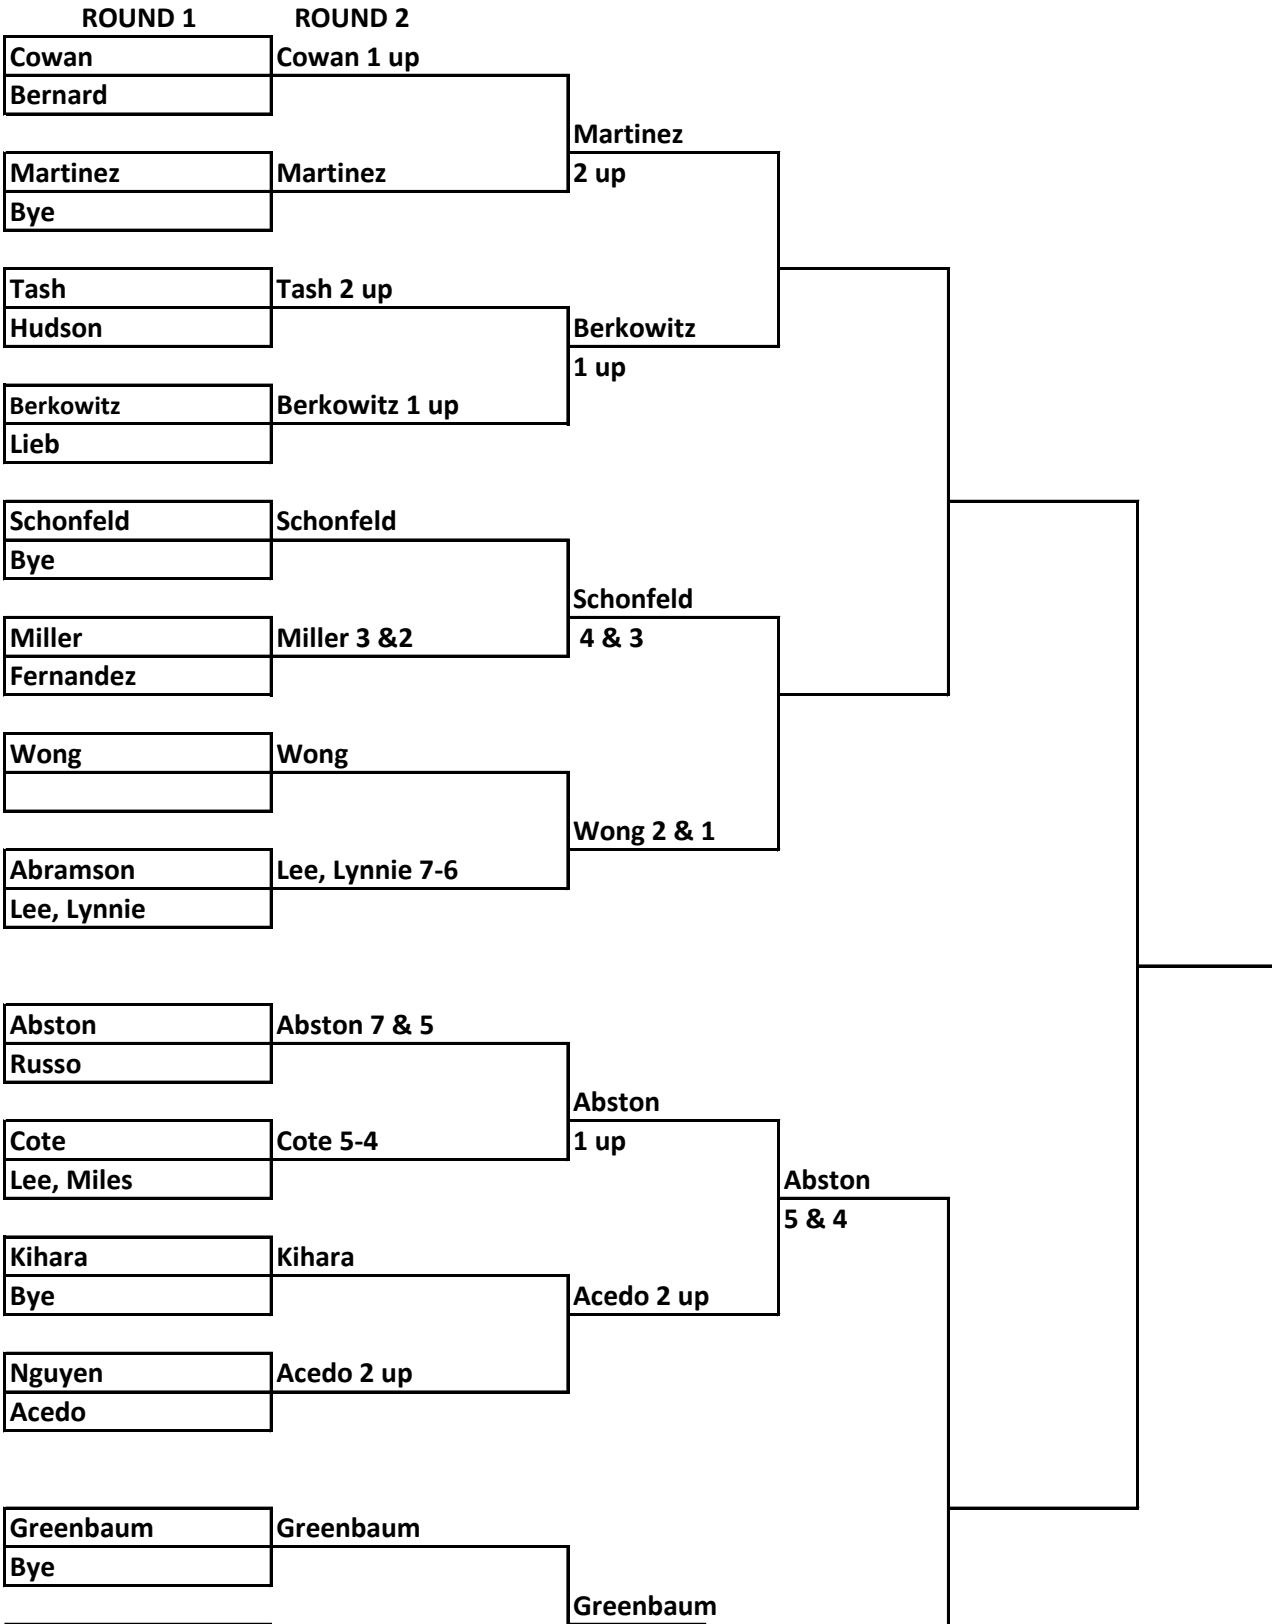 ROUND 1 ROUND 2
Cowan Cowan 1 up
Bernard
Martinez
Martinez Martinez 2 up
Bye
Tash Tash 2 up
Hudson Berkowitz
1 up
Berkowitz Berkowitz 1 up
Lieb
Schonfeld Schonfeld
Bye
Schonfeld
Miller Miller 3 &2 4 & 3
Fernandez
Wong Wong
Wong 2 & 1
Abramson Lee, Lynnie 7-6
Lee, Lynnie
Abston Abston 7 & 5
Russo
Abston
Cote Cote 5-4 1 up
Lee, Miles Abston
5 & 4
Kihara Kihara
Bye Acedo 2 up
Nguyen Acedo 2 up
Acedo
Greenbaum Greenbaum
Bye
Greenbaum